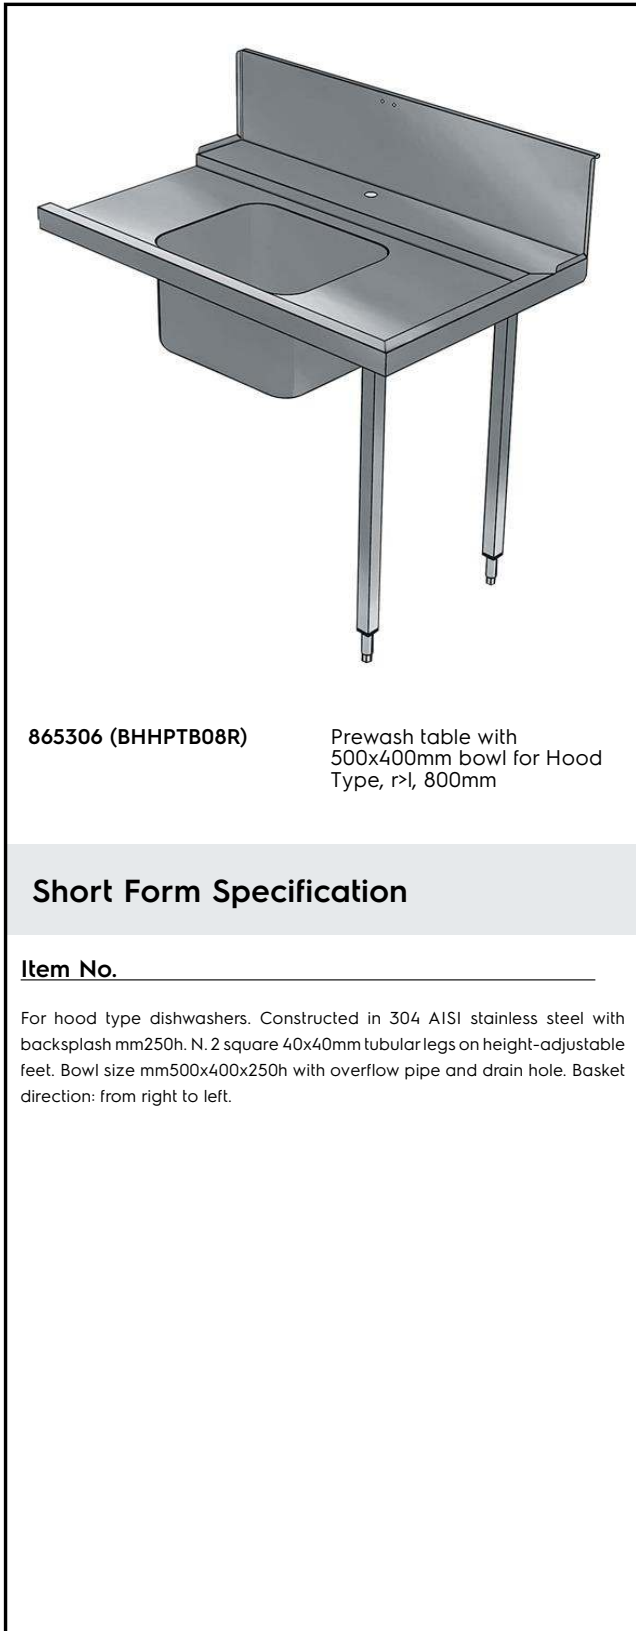 865306 (BHHPTB08R)
Prewash table with
500x400mm bowl for Hood
Type, r>l, 800mm
Short Form Specification
Item No.
For hood type dishwashers. Constructed in 304 AISI stainless steel with
backsplash mm250h. N. 2 square 40x40mm tubular legs on height-adjustable
feet. Bowl size mm500x400x250h with overflow pipe and drain hole. Basket
direction: from right to left.